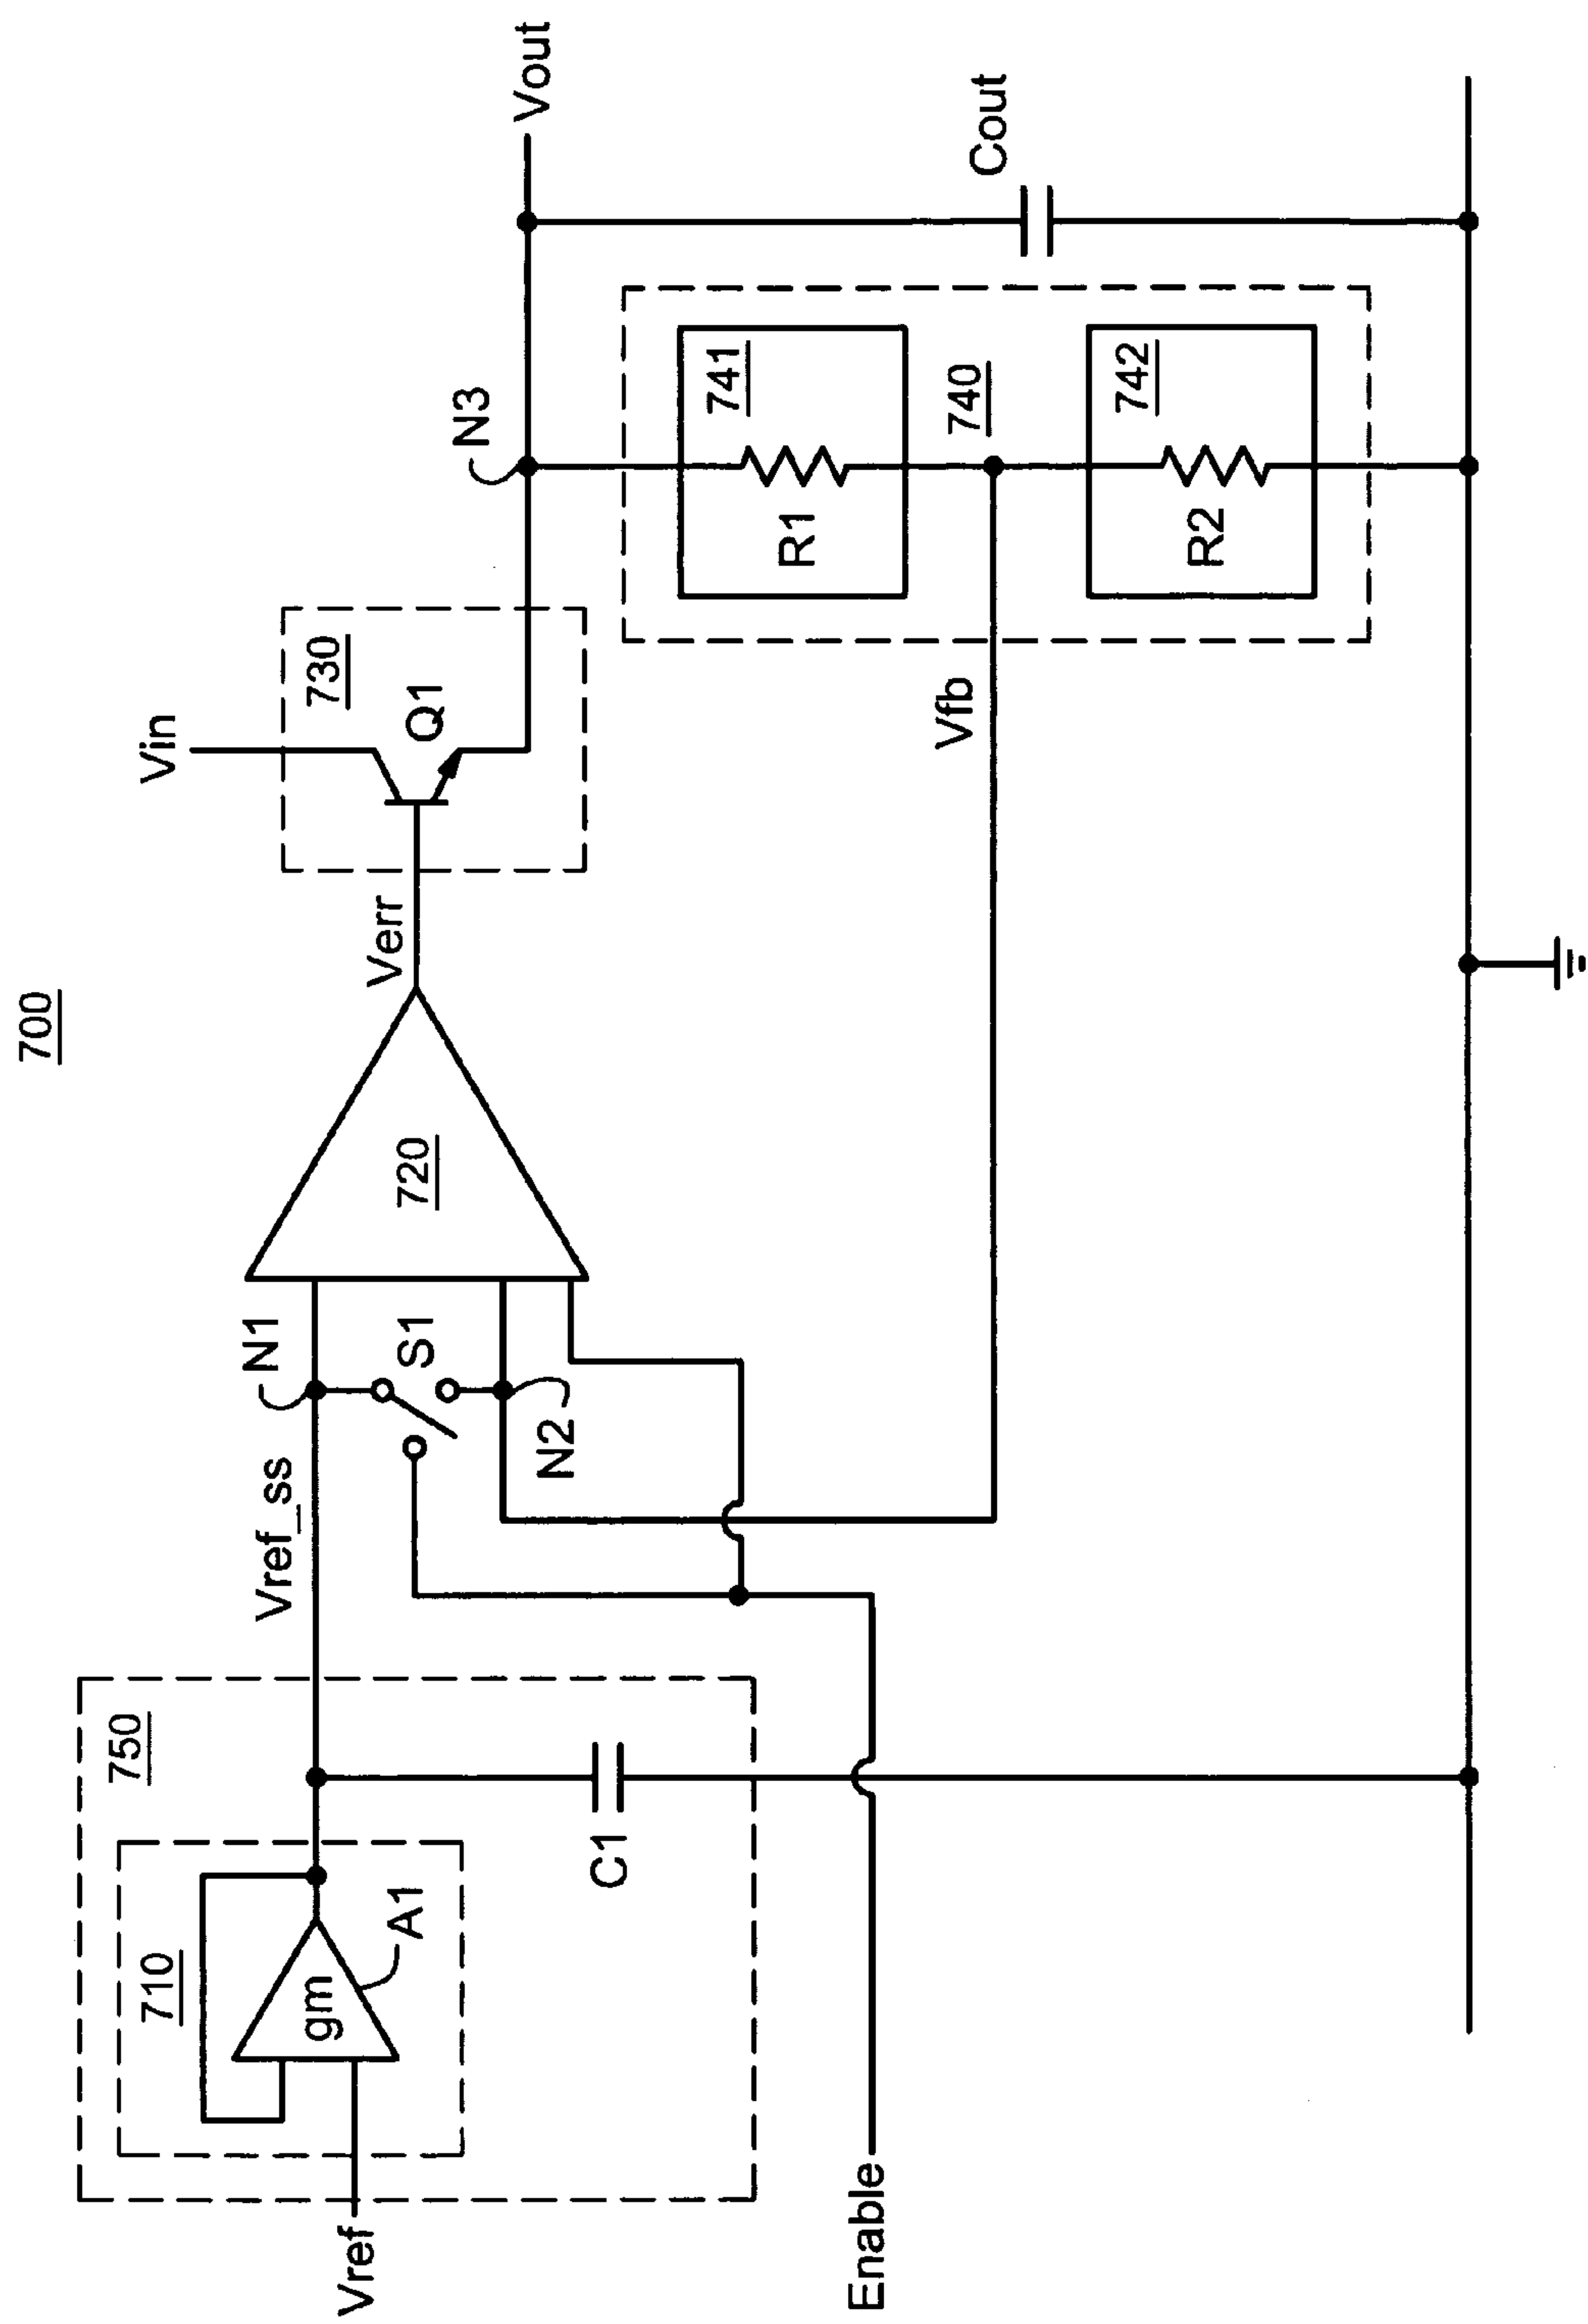 700
Vin
730
Q1
N3
Vout
Verr
720
N1
S1
N2
Vref_ss
750
710
gm
A1
C1
Vref
Enable
Vfb
741
R1
740
742
R2
Cout